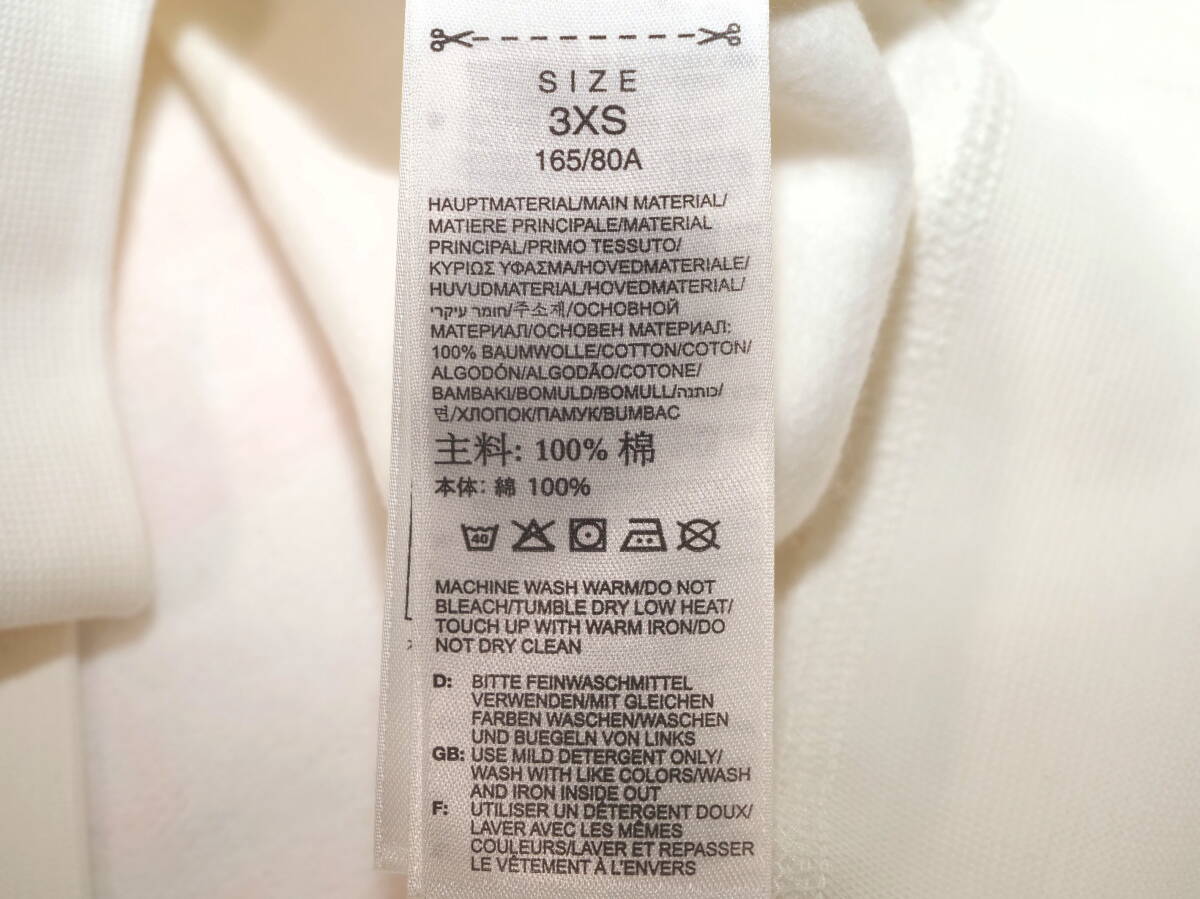 SIZE
3XS
165/80A
HAUPTMATERIAL/MAIN MATERIAL/
MATIERE PRINCIPALE/MATERIAL
PRINCIPAL/PRIMO TESSUTO/
ΚΥΡΙΩΣ ΥΦΑΣΜΑ/HOVEDMATERIALE/
HUVUDMATERIAL/HOVEDMATERIAL/
חומר עיקרי/주소재/ОСНОВНОЙ
МАТЕРИАЛ/ОСНОВЕН МАТЕРИАЛ:
100% BAUMWOLLE/COTTON/COTON/
ALGODÓN/ALGODÃO/COTONE/
BAMBAKI/BOMULD/BOMULL/כותנה/
면/ХЛОПОК/ПАМУК/BUMBAC
主料: 100% 棉
本体: 綿 100%
40
MACHINE WASH WARM/DO NOT
BLEACH/TUMBLE DRY LOW HEAT/
TOUCH UP WITH WARM IRON/DO
NOT DRY CLEAN
D: BITTE FEINWASCHMITTEL
VERWENDEN/MIT GLEICHEN
FARBEN WASCHEN/WASCHEN
UND BUEGELN VON LINKS
GB: USE MILD DETERGENT ONLY/
WASH WITH LIKE COLORS/WASH
AND IRON INSIDE OUT
F: UTILISER UN DÉTERGENT DOUX/
LAVER AVEC LES MÊMES
COULEURS/LAVER ET REPASSER
LE VÊTEMENT À L'ENVERS